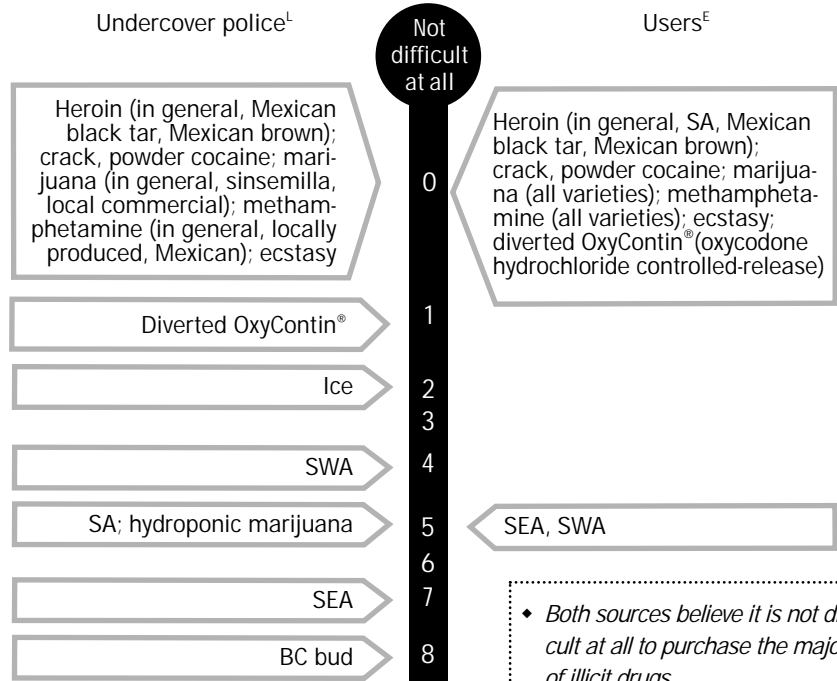 Undercover police^L
Not
difficult
at all
Users^E
Heroin (in general, Mexican
black tar, Mexican brown);
crack, powder cocaine; mari-
juana (in general, sinsemilla,
local commercial); metham-
phetamine (in general, locally
produced, Mexican); ecstasy
0
Heroin (in general, SA, Mexican
black tar, Mexican brown);
crack, powder cocaine; marijua-
na (all varieties); methampheta-
mine (all varieties); ecstasy;
diverted OxyContin® (oxycodone
hydrochloride controlled-release)
Diverted OxyContin®
1
Ice
2
3
SWA
4
SA; hydroponic marijuana
5
SEA, SWA
6
SEA
7
BC bud
8
◆ Both sources believe it is not
cult at all to purchase the
of illicit drugs